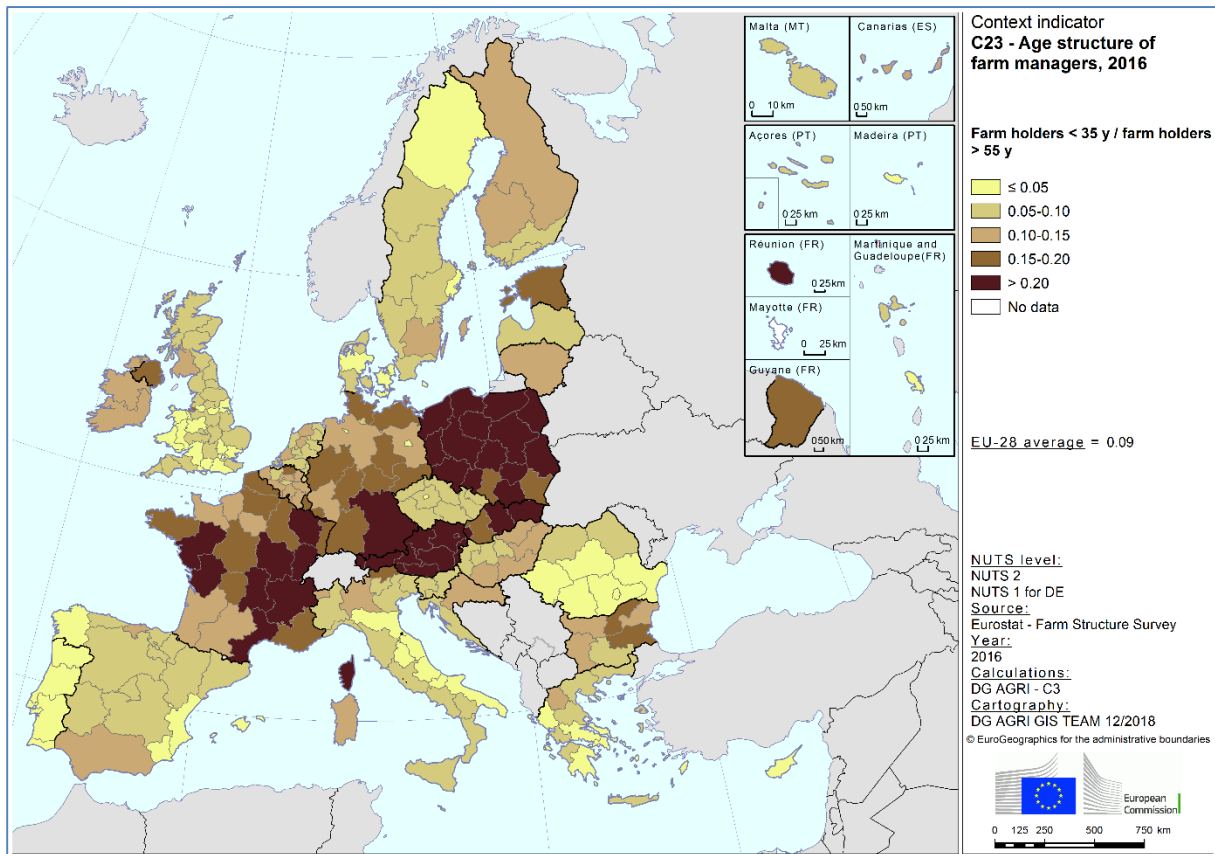 Malta (MT)
0 10 km
Canarias (ES)
0 50 km
Açores (PT)
0 25 km
Madeira (PT)
0 25 km
Réunion (FR)
0 25 km
Martinique and
Guadeloupe(FR)
Mayotte (FR)
0 25 km
Guyane (FR)
0 50 km
0 25 km
Context indicator
C23 - Age structure of
farm managers, 2016
Farm holders < 35 y / farm holders
> 55 y
≤ 0.05
0.05-0.10
0.10-0.15
0.15-0.20
> 0.20
No data
EU-28 average = 0.09
NUTS level:
NUTS 2
NUTS 1 for DE
Source:
Eurostat - Farm Structure Survey
Year:
2016
Calculations:
DG AGRI - C3
Cartography:
DG AGRI GIS TEAM 12/2018
© EuroGeographics for the administrative boundaries
European
Commission
0 125 250 500 750 km